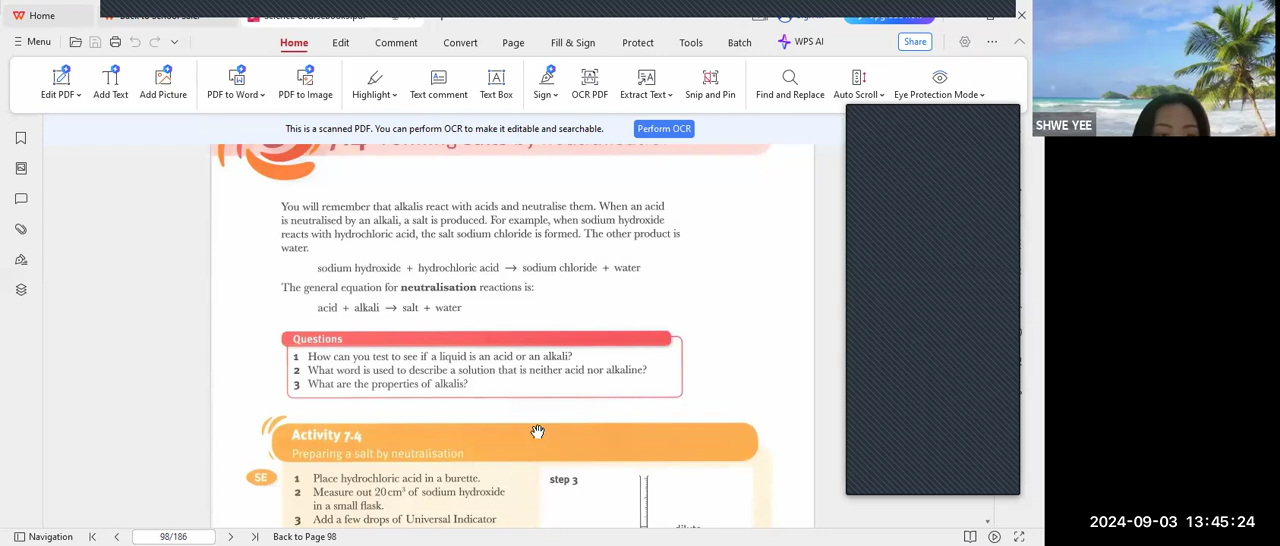 Home
Menu
Home
Edit
Comment
Convert
Page
Fill & Sign
Protect
Tools
Batch
WPS AI
Share
Edit PDF
Add Text
Add Picture
PDF to Word
PDF to Image
Highlight
Text comment
Text Box
Sign
OCR PDF
Extract Text
Snip and Pin
Find and Replace
Auto Scroll
Eye Protection Mode
This is a scanned PDF. You can perform OCR to make it editable and searchable.
Perform OCR
SHWE YEE
You will remember that alkalis react with acids and neutralise them. When an acid
is neutralised by an alkali, a salt is produced. For example, when sodium hydroxide
reacts with hydrochloric acid, the salt sodium chloride is formed. The other product is
water.
sodium hydroxide + hydrochloric acid → sodium chloride + water
The general equation for neutralisation reactions is:
acid + alkali → salt + water
Questions
1 How can you test to see if a liquid is an acid or an alkali?
2 What word is used to describe a solution that is neither acid nor alkaline?
3 What are the properties of alkalis?
Activity 7.4
Preparing a salt by neutralisation
SE
1 Place hydrochloric acid in a burette.
2 Measure out 20 cm³ of sodium hydroxide
in a small flask.
3 Add a few drops of Universal Indicator
step 3
Navigation
98/186
Back to Page 98
2024-09-03 13:45:24